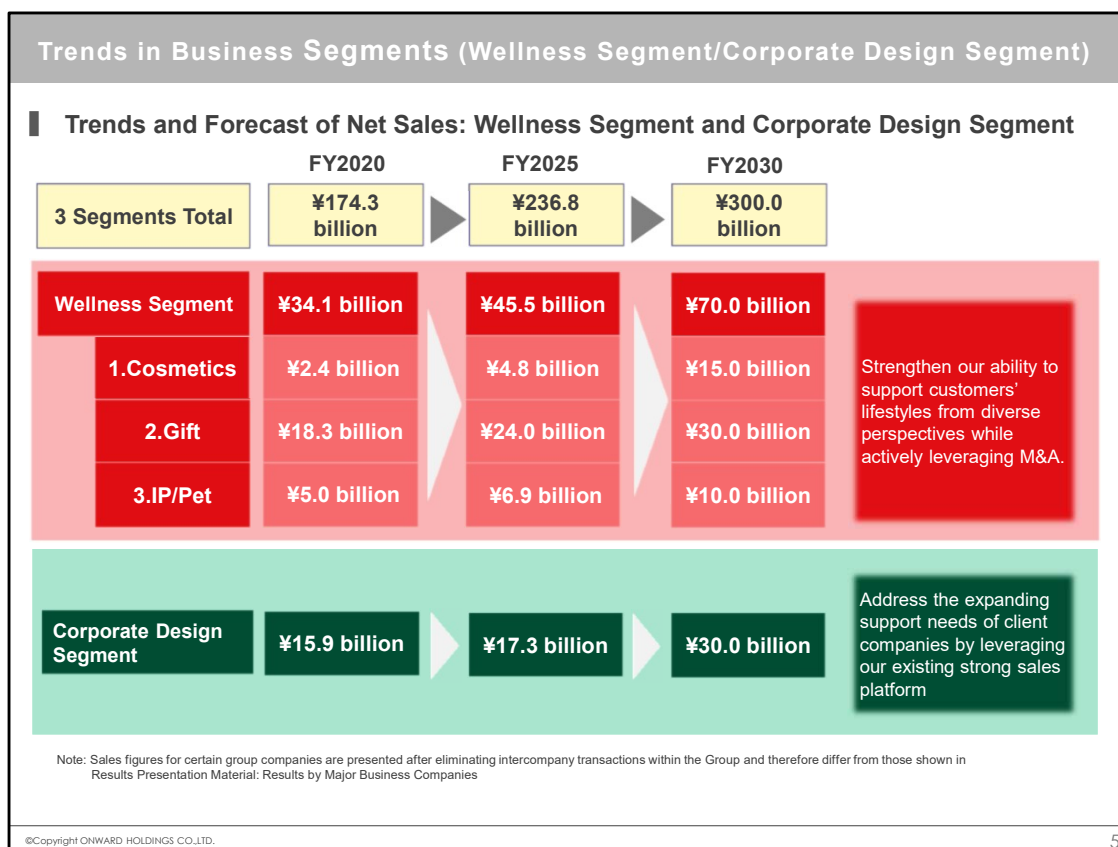 Trends in Business Segments (Wellness Segment/Corporate Design Segment)
Trends and Forecast of Net Sales: Wellness Segment and Corporate Design Segment
FY2020
FY2025
FY2030
3 Segments Total
¥174.3
billion
¥236.8
billion
¥300.0
billion
Wellness Segment
¥34.1 billion
¥45.5 billion
¥70.0 billion
1.Cosmetics
¥2.4 billion
¥4.8 billion
¥15.0 billion
2.Gift
¥18.3 billion
¥24.0 billion
¥30.0 billion
3.IP/Pet
¥5.0 billion
¥6.9 billion
¥10.0 billion
Strengthen our ability to
support customers’
lifestyles from diverse
perspectives while
actively leveraging M&A.
Corporate Design
Segment
¥15.9 billion
¥17.3 billion
¥30.0 billion
Address the expanding
support needs of client
companies by leveraging
our existing strong sales
platform
Note: Sales figures for certain group companies are presented after eliminating intercompany transactions within the Group and therefore differ from those shown in
Results Presentation Material: Results by Major Business Companies
©Copyright ONWARD HOLDINGS CO.,LTD.
5